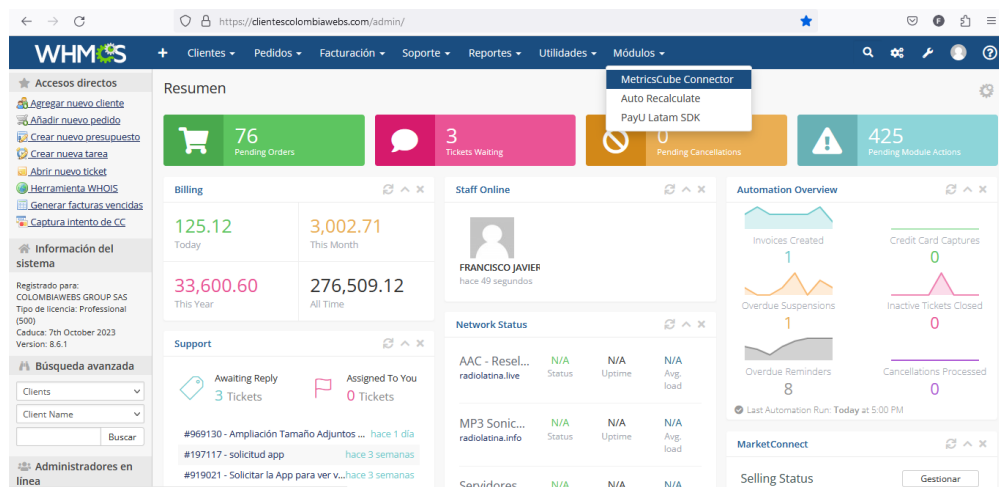 https://clientescolombiawebs.com/admin/
WHMCS
Clientes
Pedidos
Facturación
Soporte
Reportes
Utilidades
Módulos
MetricsCube Connector
Auto Recalculate
PayU Latam SDK
Accesos directos
Agregar nuevo cliente
Añadir nuevo pedido
Crear nuevo presupuesto
Crear nueva tarea
Abrir nuevo ticket
Herramienta WHOIS
Generar facturas vencidas
Captura intento de CC
Información del
sistema
Registrado para:
COLOMBIAWEBS GROUP SAS
Tipo de licencia: Professional
(500)
Caduca: 7th October 2023
Version: 8.6.1
Búsqueda avanzada
Clients
Client Name
Buscar
Administradores en
línea
Resumen
76
Pending Orders
3
Tickets Waiting
0
Pending Cancellations
425
Pending Module Actions
Billing
125.12
Today
3,002.71
This Month
33,600.60
This Year
276,509.12
All Time
Support
Awaiting Reply
3 Tickets
Assigned To You
0 Tickets
#969130 - Ampliación Tamaño Adjuntos ... hace 1 día
#197117 - solicitud app hace 3 semanas
#919021 - Solicitar la App para ver v...hace 3 semanas
Staff Online
FRANCISCO JAVIER
hace 49 segundos
Network Status
AAC - Resel...
radiolatina.live
N/A
Status
N/A
Uptime
N/A
Avg.
load
MP3 Sonic...
radiolatina.info
N/A
Status
N/A
Uptime
N/A
Avg.
load
Servidores
N/A
N/A
N/A
Automation Overview
Invoices Created
1
Credit Card Captures
0
Overdue Suspensions
1
Inactive Tickets Closed
0
Overdue Reminders
8
Cancellations Processed
0
Last Automation Run: Today at 5:00 PM
MarketConnect
Selling Status
Gestionar